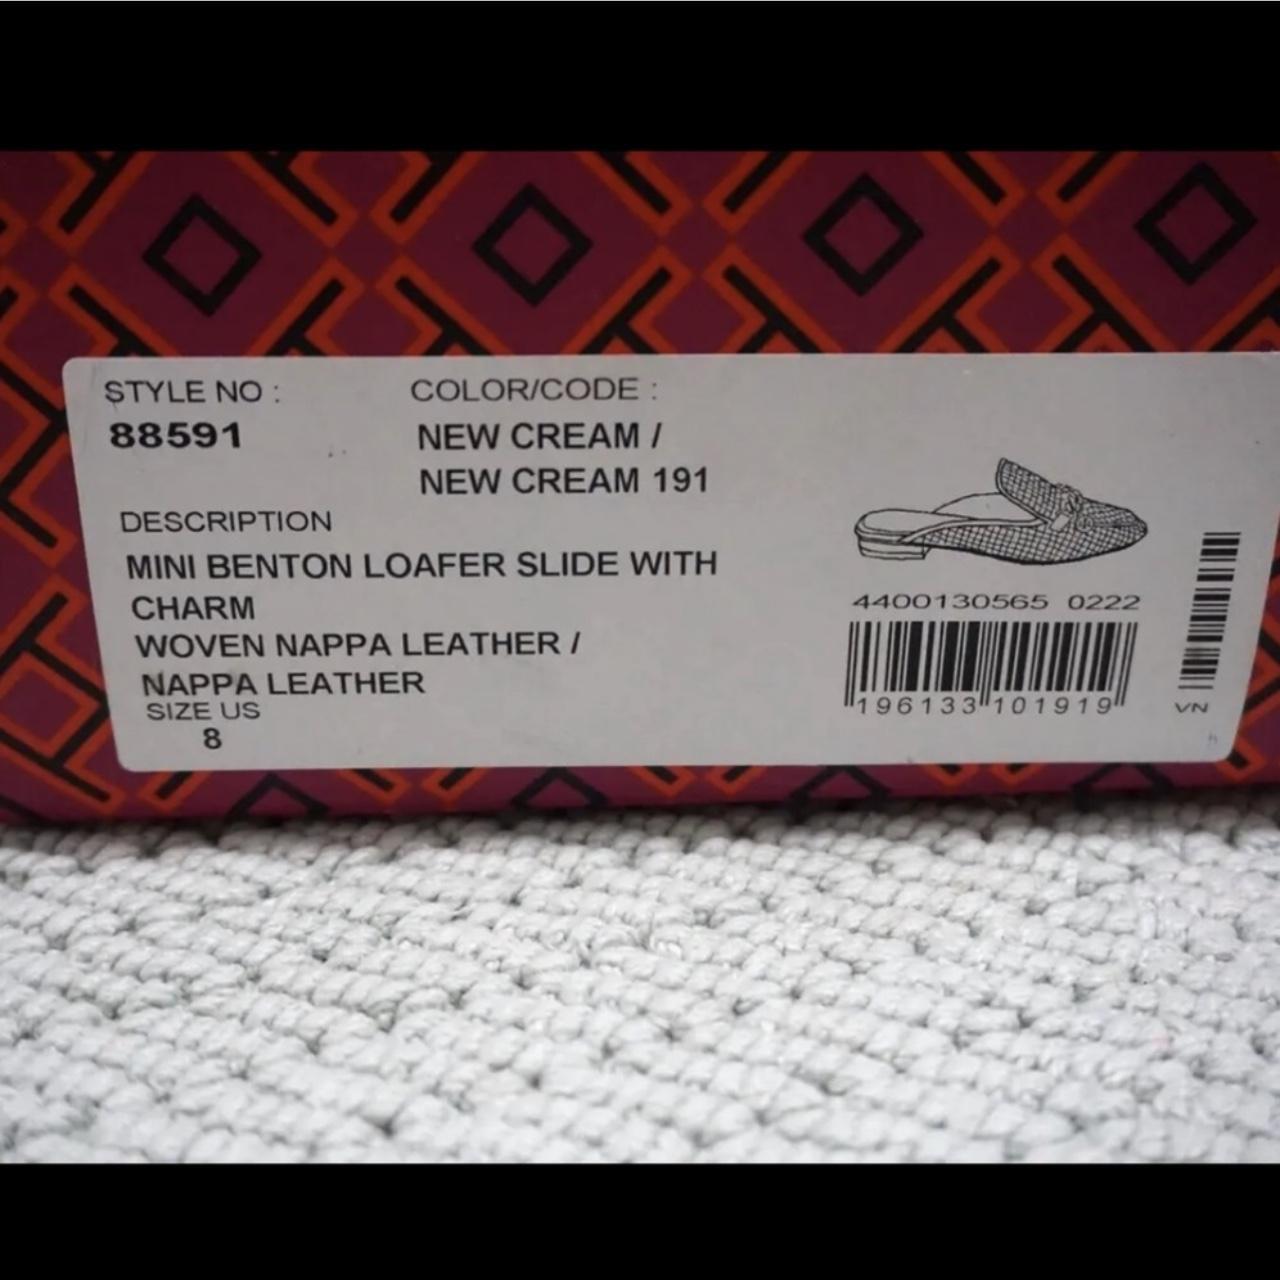 STYLE NO :
88591
COLOR/CODE :
NEW CREAM /
NEW CREAM 191
DESCRIPTION
MINI BENTON LOAFER SLIDE WITH
CHARM
WOVEN NAPPA LEATHER /
NAPPA LEATHER
SIZE US
8
4400130565 0222
196133 101919
VN